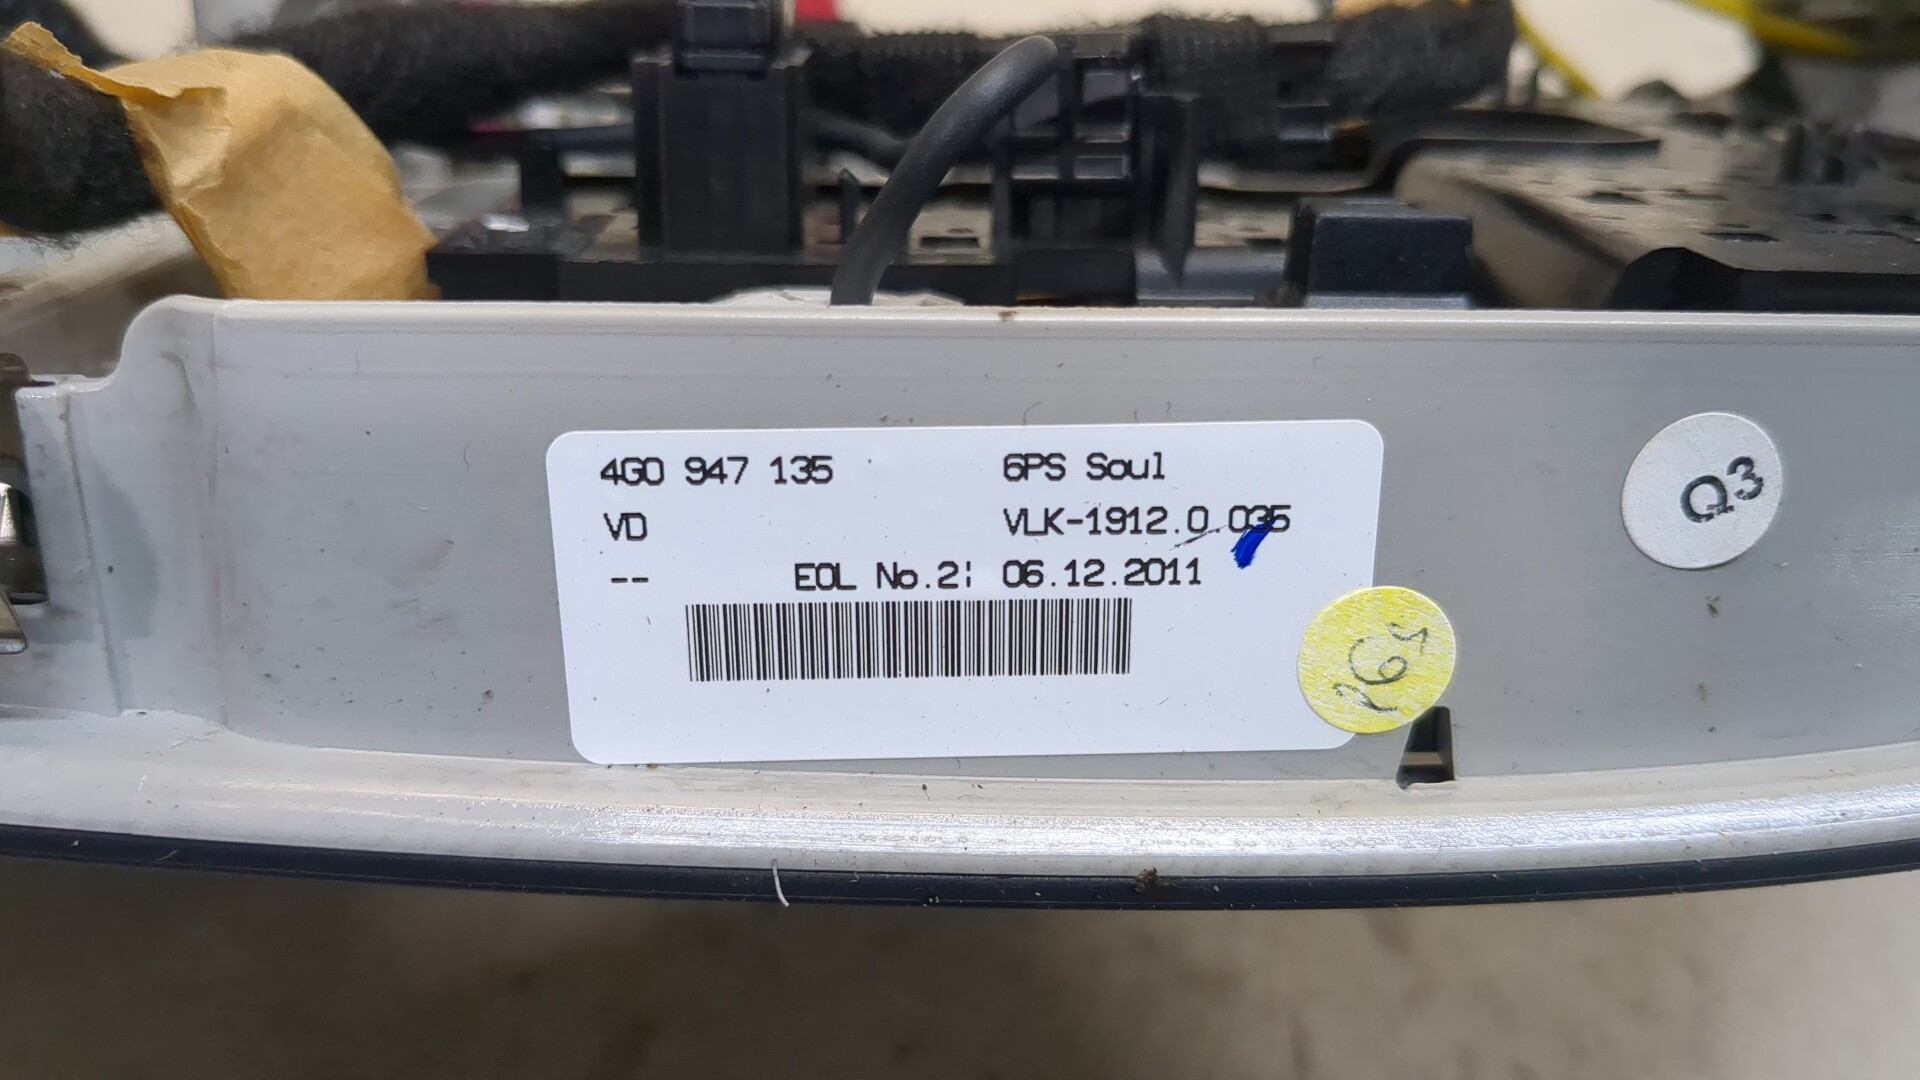 4G0 947 135 6PS Soul
VD VLK-1912.0.035
-- EOL No.2: 06.12.2011
Q3